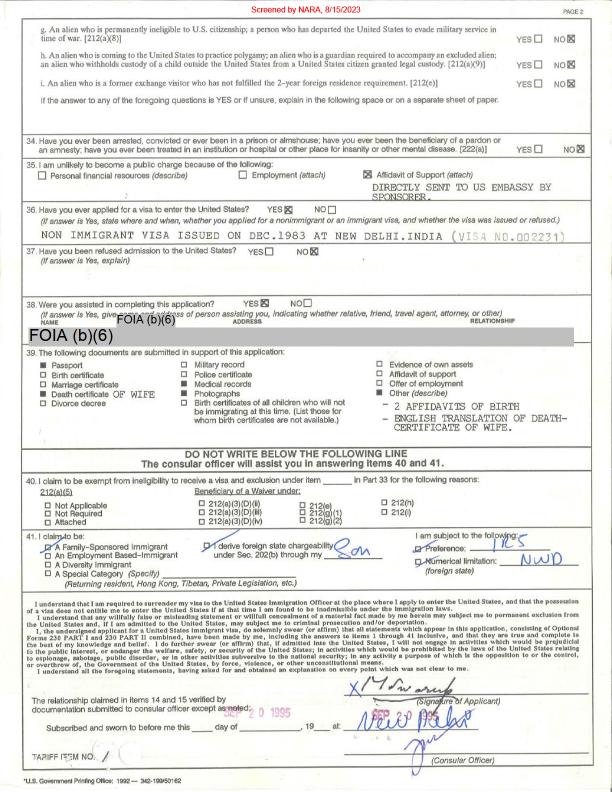 Screened by NARA, 8/15/2023
PAGE 2
g. An alien who is permanently ineligible to U.S. citizenship; a person who has departed the United States to evade military service in
time of war. [212(a)(8)] YES ☐ NO ☒
h. An alien who is coming to the United States to practice polygamy; an alien who is a guardian required to accompany an excluded alien;
an alien who withholds custody of a child outside the United States from a United States citizen granted legal custody. [212(a)(9)] YES ☐ NO ☒
i. An alien who is a former exchange visitor who has not fulfilled the 2-year foreign residence requirement. [212(e)] YES ☐ NO ☒
If the answer to any of the foregoing questions is YES or if unsure, explain in the following space or on a separate sheet of paper.
34. Have you ever been arrested, convicted or ever been in a prison or almshouse; have you ever been the beneficiary of a pardon or
an amnesty; have you ever been treated in an institution or hospital or other place for insanity or other mental disease. [222(a)] YES ☐ NO ☒
35. I am unlikely to become a public charge because of the following:
☐ Personal financial resources (describe) ☐ Employment (attach) ☒ Affidavit of Support (attach)
DIRECTLY SENT TO US EMBASSY BY
SPONSORER.
36. Have you ever applied for a visa to enter the United States? YES ☒ NO ☐
(If answer is Yes, state where and when, whether you applied for a nonimmigrant or an immigrant visa, and whether the visa was issued or refused.)
NON IMMIGRANT VISA ISSUED ON DEC.1983 AT NEW DELHI.INDIA (VISA NO.002231)
37. Have you been refused admission to the United States? YES ☐ NO ☒
(If answer is Yes, explain)
38. Were you assisted in completing this application? YES ☒ NO ☐
(If answer is Yes, give name and address of person assisting you, indicating whether relative, friend, travel agent, attorney, or other)
NAME FOIA (b)(6) ADDRESS RELATIONSHIP
FOIA (b)(6)
39. The following documents are submitted in support of this application:
■ Passport ☐ Military record ☐ Evidence of own assets
☐ Birth certificate ☐ Police certificate ☐ Affidavit of support
☐ Marriage certificate ■ Medical records ☐ Offer of employment
■ Death certificate OF WIFE ■ Photographs ■ Other (describe)
☐ Divorce decree ☐ Birth certificates of all children who will - 2 AFFIDAVITS OF BIRTH
not be immigrating at this time. (List those for - ENGLISH TRANSLATION OF DEATH-
whom birth certificates are not available.) CERTIFICATE OF WIFE.
DO NOT WRITE BELOW THE FOLLOWING LINE
The consular officer will assist you in answering items 40 and 41.
40. I claim to be exempt from ineligibility to receive a visa and exclusion under item ______ in Part 33 for the following reasons:
212(a)(5) Beneficiary of a Waiver under:
☐ Not Applicable ☐ 212(a)(3)(D)(ii) ☐ 212(e) ☐ 212(h)
☐ Not Required ☐ 212(a)(3)(D)(iii) ☐ 212(g)(1) ☐ 212(i)
☐ Attached ☐ 212(a)(3)(D)(iv) ☐ 212(g)(2)
41. I claim to be: I am subject to the following:
☑ A Family-Sponsored Immigrant ☑ I derive foreign state chargeability ☑ Preference: IR5
☐ An Employment Based-Immigrant under Sec. 202(b) through my Son
☐ A Diversity Immigrant ☑ Numerical limitation: NWD
☐ A Special Category (Specify) (foreign state)
(Returning resident, Hong Kong, Tibetan, Private Legislation, etc.)
I understand that I am required to surrender my visa to the United States Immigration Officer at the place where I apply to enter the United States, and that the possession
of a visa does not entitle me to enter the United States if at that time I am found to be inadmissible under the immigration laws.
I understand that any willfully false or misleading statement or willful concealment of a material fact made by me herein may subject me to permanent exclusion from
the United States and, if I am admitted to the United States, may subject me to criminal prosecution and/or deportation.
I, the undersigned applicant for a United States immigrant visa, do solemnly swear (or affirm) that all statements which appear in this application, consisting of Optional
Forms 230 PART I and 230 PART II combined, have been made by me, including the answers to items 1 through 41 inclusive, and that they are true and complete to
the best of my knowledge and belief. I do further swear (or affirm) that, if admitted into the United States, I will not engage in activities which would be prejudicial
to the public interest, or endanger the welfare, safety, or security of the United States; in activities which would be prohibited by the laws of the United States relating
to espionage, sabotage, public disorder, or in other activities subversive to the national security; in any activity a purpose of which is the opposition to or the control,
or overthrow of, the Government of the United States, by force, violence, or other unconstitutional means.
I understand all the foregoing statements, having asked for and obtained an explanation on every point which was not clear to me.
X
(Signature of Applicant)
The relationship claimed in items 14 and 15 verified by
documentation submitted to consular officer except as noted:
SEP 20 1995 SEP 20 1995
Subscribed and sworn to before me this ____ day of ________, 19 __ at: New Delhi
(Consular Officer)
TARIFF ITEM NO.
*U.S. Government Printing Office: 1992 — 342-199/50162